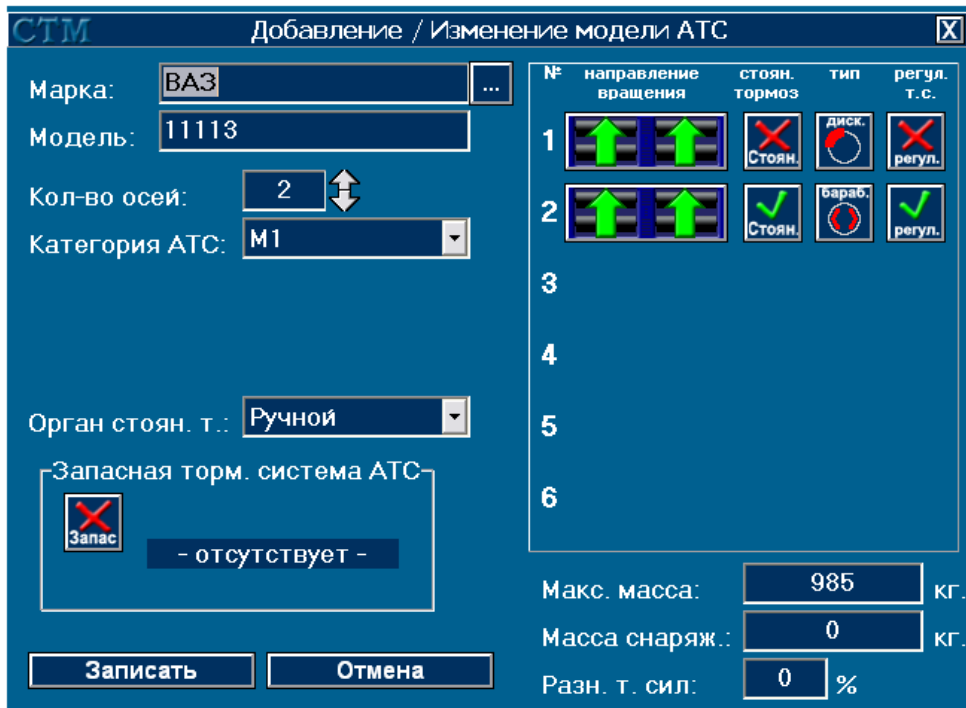 СТМ Добавление / Изменение модели АТС X
Марка: ВАЗ ...
Модель: 11113
Кол-во осей: 2
Категория АТС: М1
Орган стоян. т.: Ручной
Запасная торм. система АТС
Запас
- отсутствует -
Записать Отмена
№ направление вращения стоян. тормоз тип регул. т.с.
1 Стоян. диск. регул.
2 Стоян. бараб. регул.
3
4
5
6
Макс. масса: 985 кг.
Масса снаряж.: 0 кг.
Разн. т. сил: 0 %